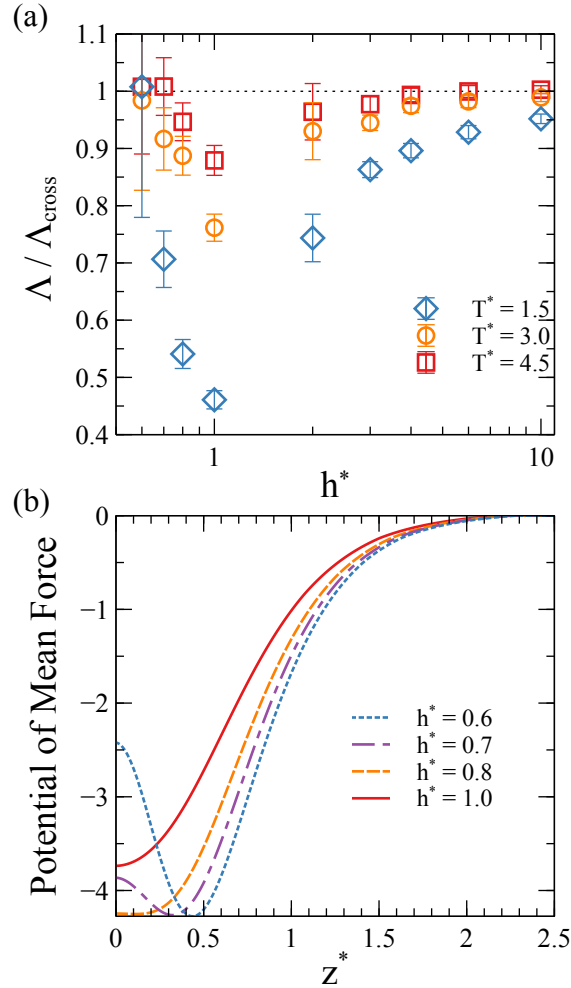 (a)
1.1
1
0.9
0.8
0.7
0.6
0.5
0.4
Λ / Λcross
T* = 1.5
T* = 3.0
T* = 4.5
1
10
h*
(b)
0
−1
−2
−3
−4
Potential of Mean Force
h* = 0.6
h* = 0.7
h* = 0.8
h* = 1.0
0
0.5
1
1.5
2
2.5
z*